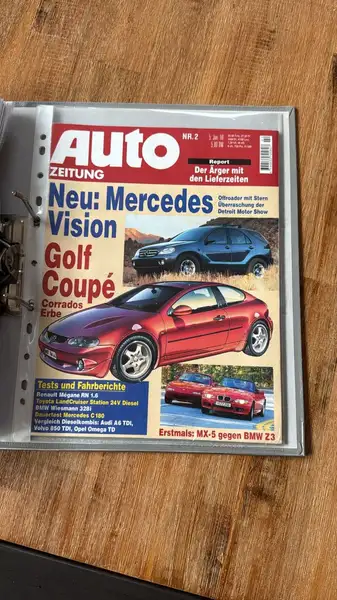 Auto
ZEITUNG
NR. 2
Report
Der Ärger mit
den Lieferzeiten
Neu: Mercedes
Vision
Offroader mit Stern
Überraschung der
Detroit Motor Show
Golf
Coupé
Corrados
Erbe
Tests und Fahrberichte
Renault Mégane RN 1.6
Toyota LandCruiser Station 24V Diesel
BMW Wiesmann 328i
Dauertest Mercedes C180
Vergleich Dieselkombis: Audi A6 TDI,
Volvo 850 TDI, Opel Omega TD
Erstmals: MX-5 gegen BMW Z3